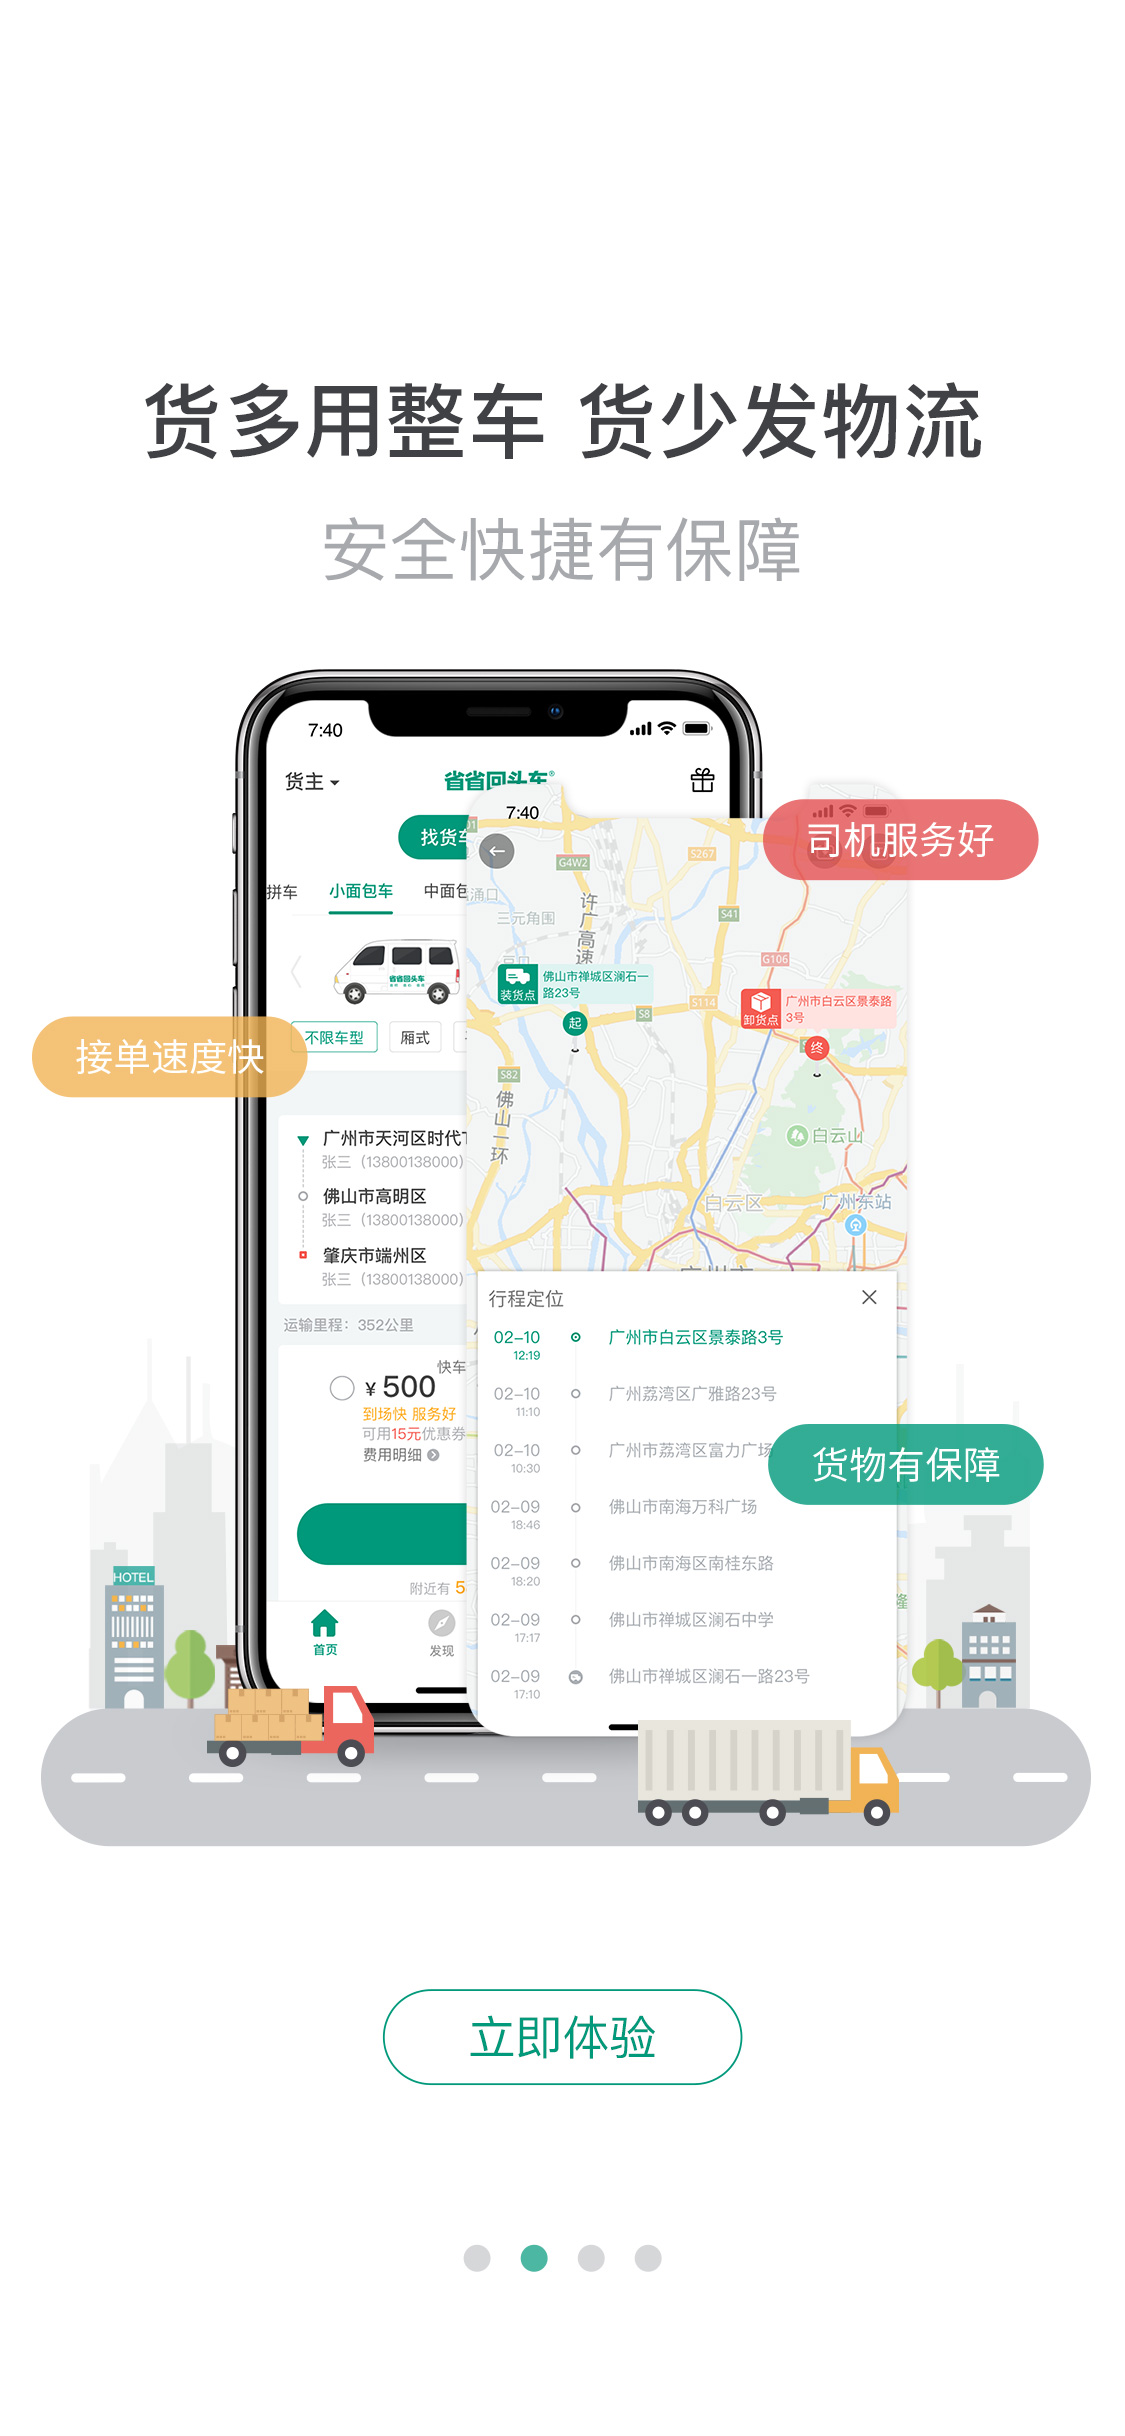 货多用整车 货少发物流
安全快捷有保障
7:40
货主
省省回头车®
找货车
拼车 小面包车 中面包
省省回头车
不限车型 厢式
广州市天河区时代
张三 (13800138000)
佛山市高明区
张三 (13800138000)
肇庆市端州区
张三 (13800138000)
运输里程：352公里
快车
¥ 500
到场快 服务好
可用15元优惠券
费用明细
附近有 5
首页
发现
7:40
司机服务好
G4W2
S267
涌口
三元角围
许广高速
S41
G106
装货点
佛山市禅城区澜石一
路23号
S114
卸货点
广州市白云区景泰路
3号
S8
起
终
S82
佛山一环
白云山
白云区
广州东站
广州市
接单速度快
行程定位
02-10 广州市白云区景泰路3号
12:19
02-10 广州荔湾区广雅路23号
11:10
02-10 广州市荔湾区富力广场
10:30
货物有保障
02-09 佛山市南海万科广场
18:46
02-09 佛山市南海区南桂东路
18:20
02-09 佛山市禅城区澜石中学
17:17
02-09 佛山市禅城区澜石一路23号
17:10
隆
HOTEL
立即体验